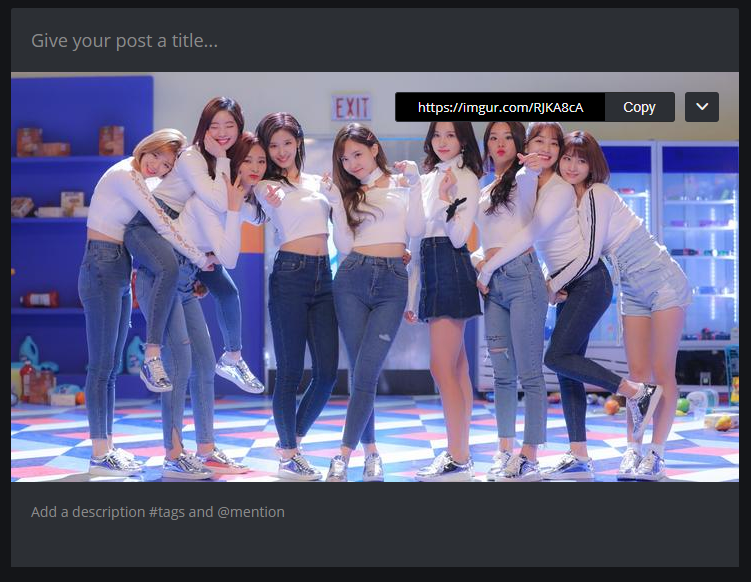 Give your post a title...
EXIT
https://imgur.com/RJKA8cA Copy
Add a description #tags and @mention